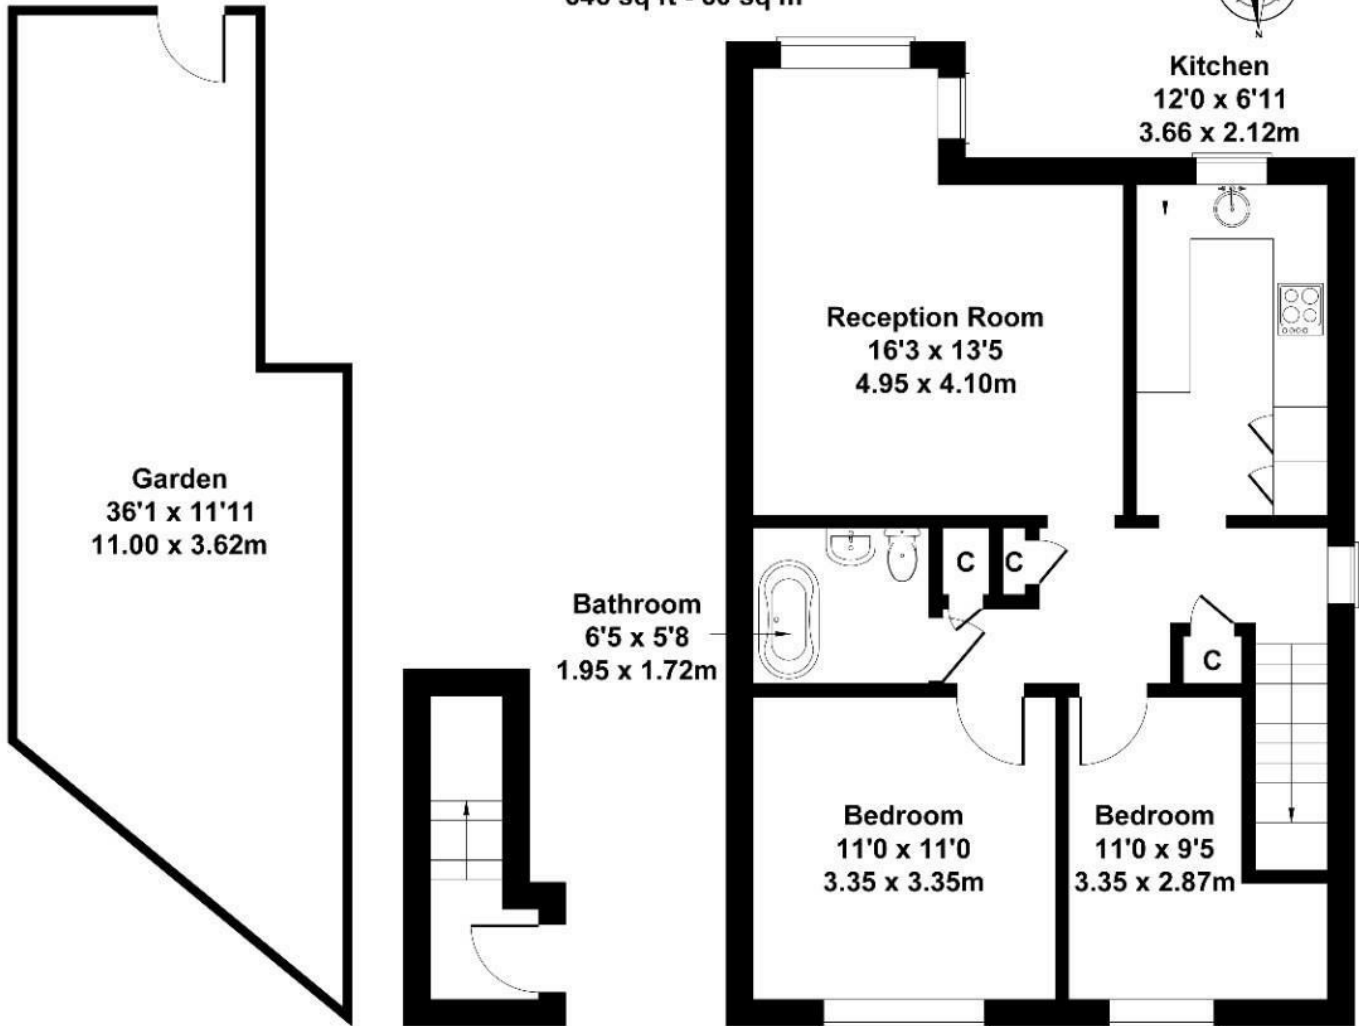 N
Kitchen
12'0 x 6'11
3.66 x 2.12m
Reception Room
16'3 x 13'5
4.95 x 4.10m
Garden
36'1 x 11'11
11.00 x 3.62m
C
C
Bathroom
6'5 x 5'8
1.95 x 1.72m
C
Bedroom
11'0 x 11'0
3.35 x 3.35m
Bedroom
11'0 x 9'5
3.35 x 2.87m